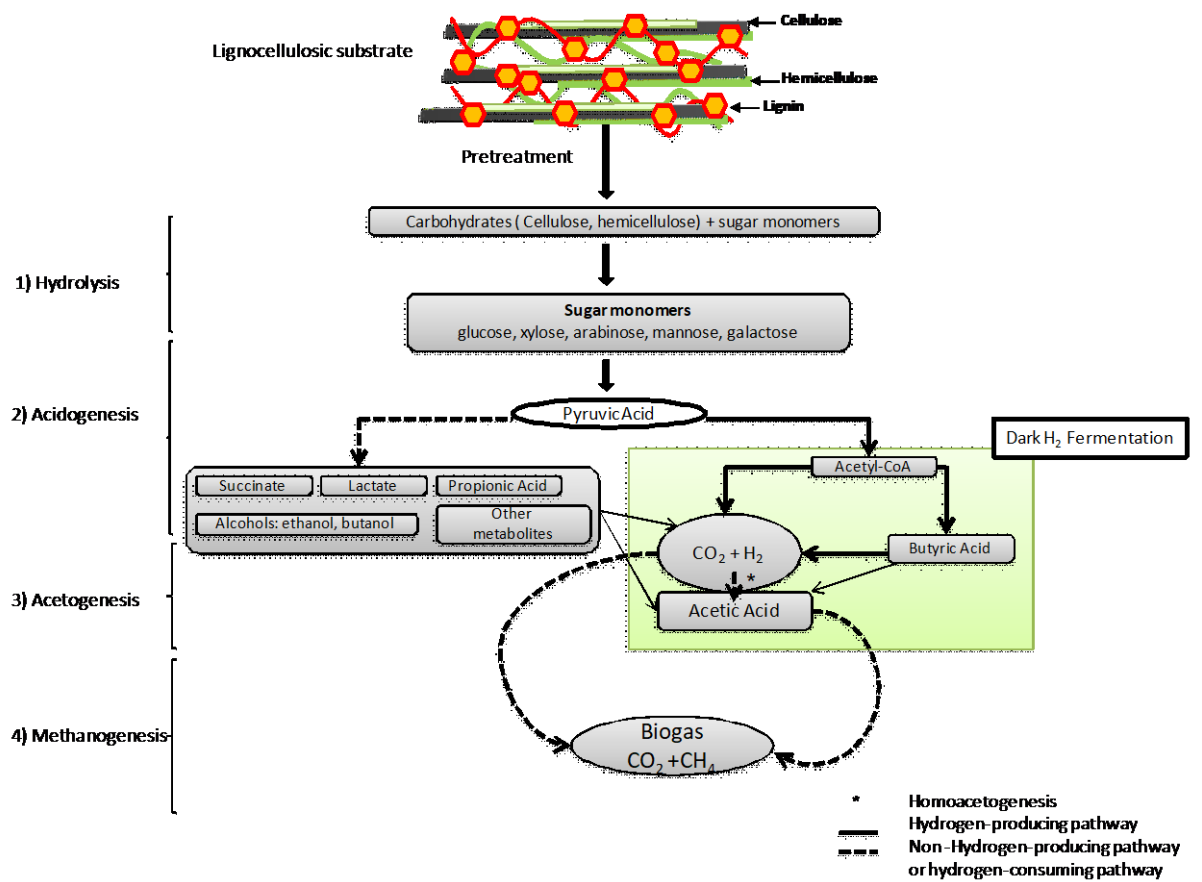 Cellulose
Lignocellulosic substrate
Hemicellulose
Lignin
Pretreatment
Carbohydrates ( Cellulose, hemicellulose) + sugar monomers
1) Hydrolysis
Sugar monomers
glucose, xylose, arabinose, mannose, galactose
2) Acidogenesis
Pyruvic Acid
Dark H₂ Fermentation
Acetyl-CoA
Succinate
Lactate
Propionic Acid
Alcohols: ethanol, butanol
Other
metabolites
CO₂ + H₂
Butyric Acid
*
3) Acetogenesis
Acetic Acid
4) Methanogenesis
Biogas
CO₂ +CH₄
* Homoacetogenesis
Hydrogen-producing pathway
Non-Hydrogen-producing pathway
or hydrogen-consuming pathway